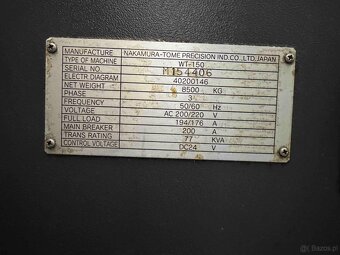 MANUFACTURE NAKAMURA-TOME PRECISION IND.CO.,LTD,JAPAN
TYPE OF MACHINE WT-150
SERIAL NO. M154406
ELECTR.DIAGRAM 40200146
NET WEIGHT 8500 KG
PHASE 3
FREQUENCY 50/60 Hz
VOLTAGE AC 200/220 V
FULL LOAD 194/176 A
MAIN BREAKER 200 A
TRANS RATING 77 KVA
CONTROL VOLTAGE DC24 V
Bazos.pl